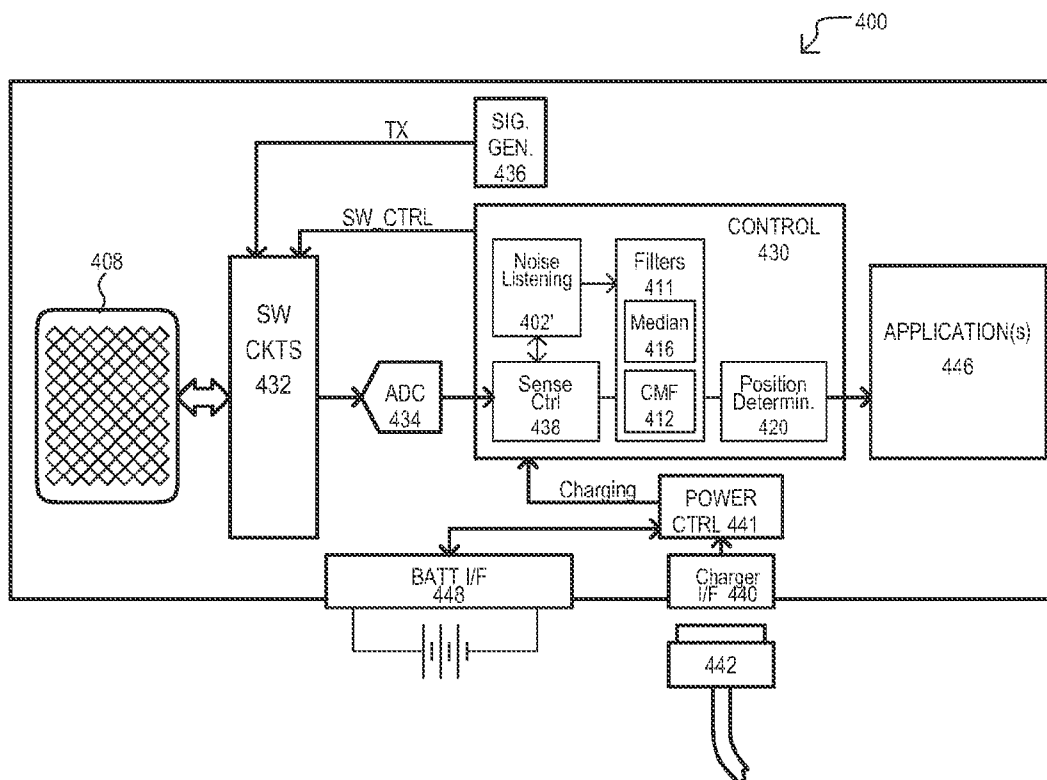 400
TX
SIG.
GEN.
436
SW_CTRL
CONTROL
430
408
Noise
Listening
402'
Filters
411
Median
416
SW
CKTS
432
APPLICATION(s)
446
ADC
434
Sense
Ctrl
438
CMF
412
Position
Determin.
420
Charging
POWER
CTRL 441
BATT I/F
448
Charger
I/F 440
442